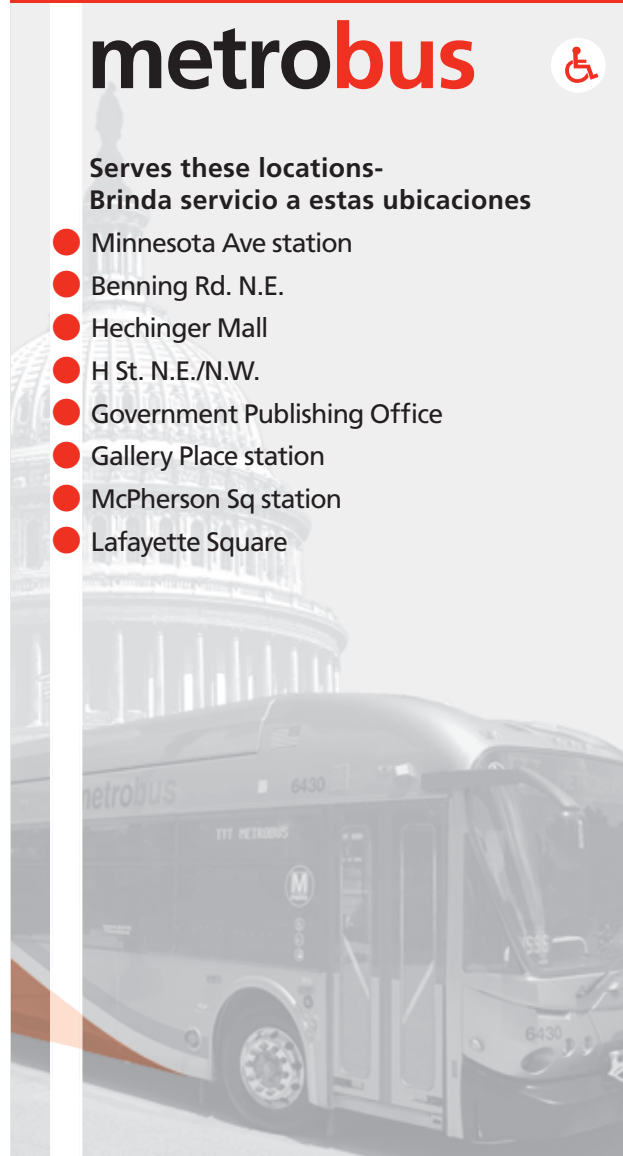 metrobus
Serves these locations-
Brinda servicio a estas ubicaciones
Minnesota Ave station
Benning Rd. N.E.
Hechinger Mall
H St. N.E./N.W.
Government Publishing Office
Gallery Place station
McPherson Sq station
Lafayette Square
metrobus
6430
TTT METROBUS
M
6430